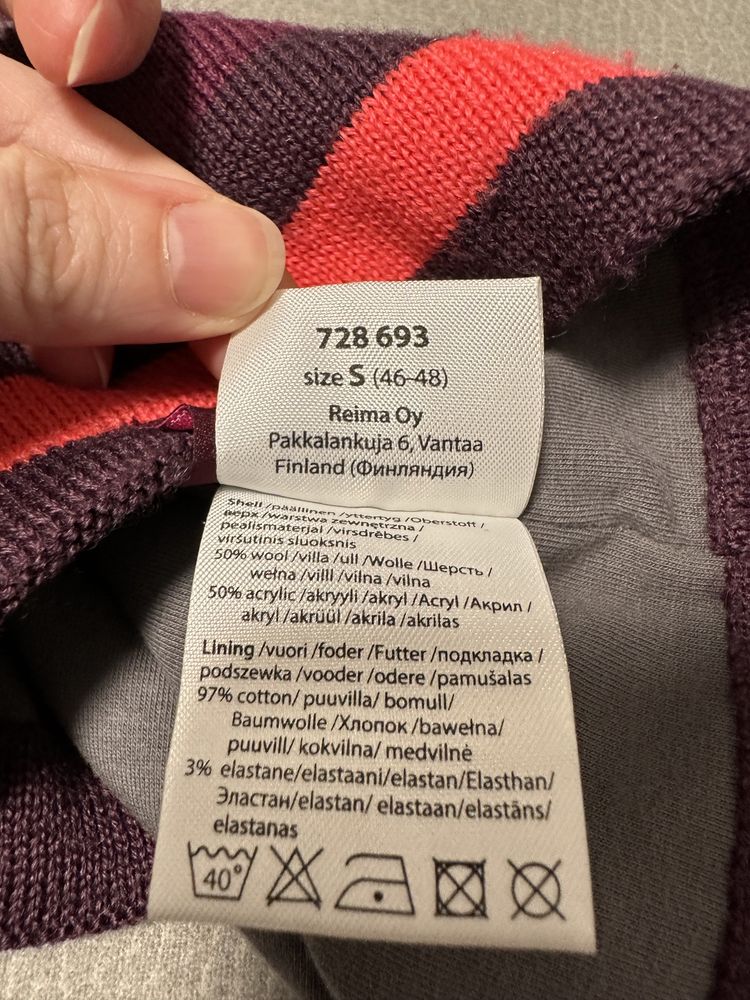 728 693
size S (46-48)
Reima Oy
Pakkalankuja 6, Vantaa
Finland (Финляндия)
Shell /päällinen /yttertyg /Oberstoff /
верх /warstwa zewnętrzna /
pealismaterjal /virsdrēbes /
viršutinis sluoksnis
50% wool /villa /ull /Wolle /Шерсть /
wełna /villl /vilna /vilna
50% acrylic /akryyli /akryl /Acryl /Акрил /
akryl /akrüül /akrila /akrilas
Lining /vuori /foder /Futter /подкладка /
podszewka /vooder /odere /pamušalas
97% cotton/ puuvilla/ bomull/
Baumwolle /Хлопок /bawełna/
puuvill/ kokvilna/ medvilnė
3% elastane/elastaani/elastan/Elasthan/
Эластан/elastan/ elastaan/elastāns/
elastanas
40°